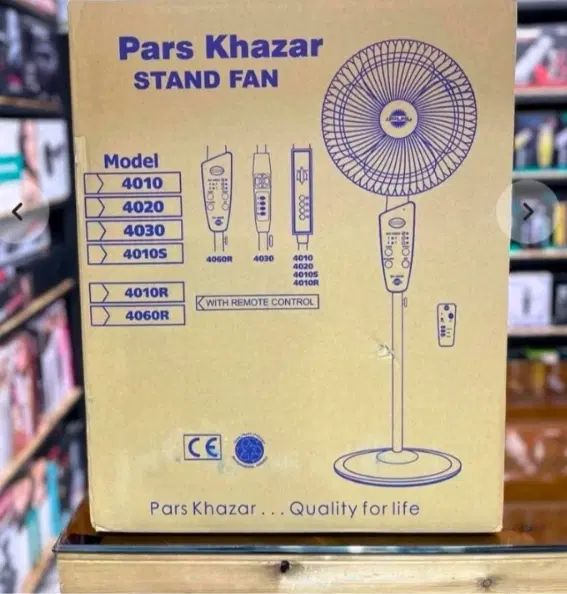 Pars Khazar
STAND FAN
Model
4010
4020
4030
4010S
4010R
4060R
4060R
4030
4010
4020
4010S
4010R
WITH REMOTE CONTROL
CE
Pars Khazar... Quality for life